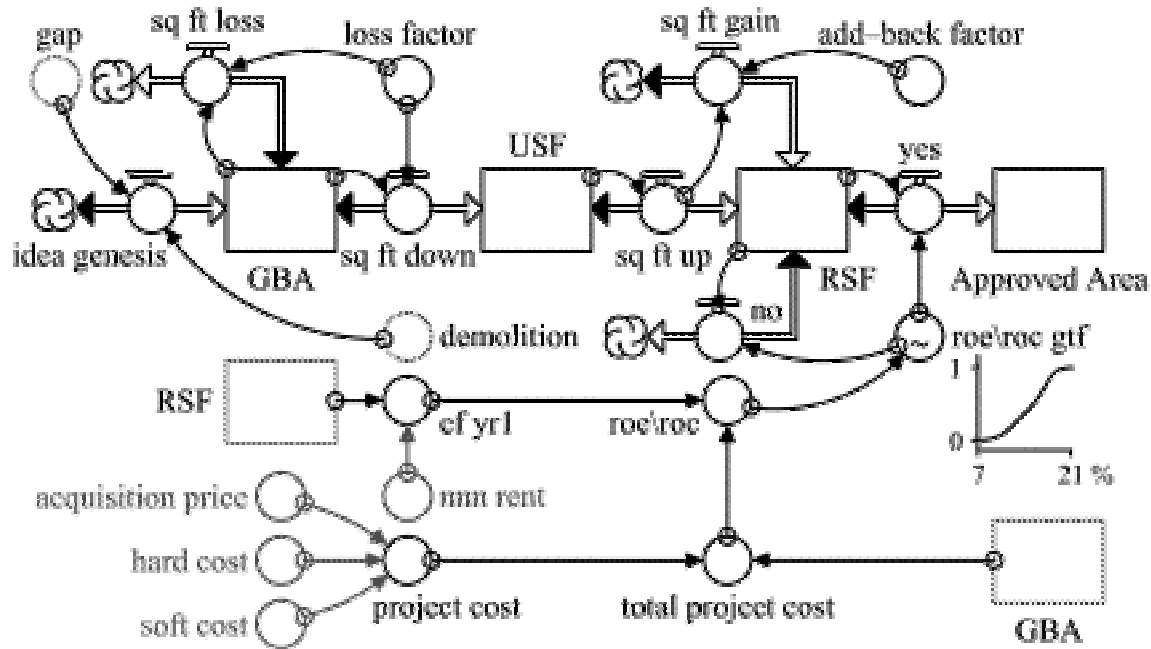 sq ft loss
gap
loss factor
sq ft gain
add–back factor
USF
yes
idea genesis
GBA
sq ft down
sq ft up
RSF
Approved Area
no
demolition
roe\roc gtf
RSF
cf yr1
roe\roc
1
0
7
21 %
acquisition price
nnn rent
hard cost
project cost
total project cost
soft cost
GBA
~